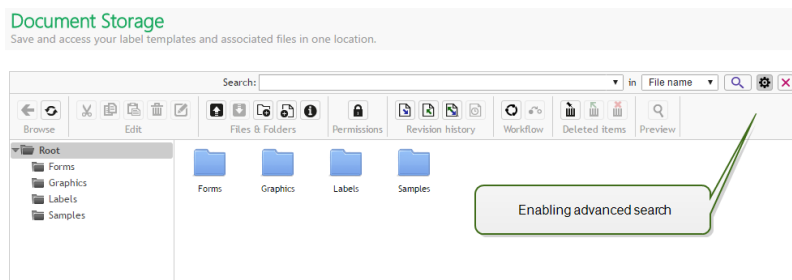 Document Storage
Save and access your label templates and associated files in one location.
Search: in File name
Browse Edit Files & Folders Permissions Revision history Workflow Deleted items Preview
Root
Forms
Graphics
Labels
Samples
Forms Graphics Labels Samples
Enabling advanced search